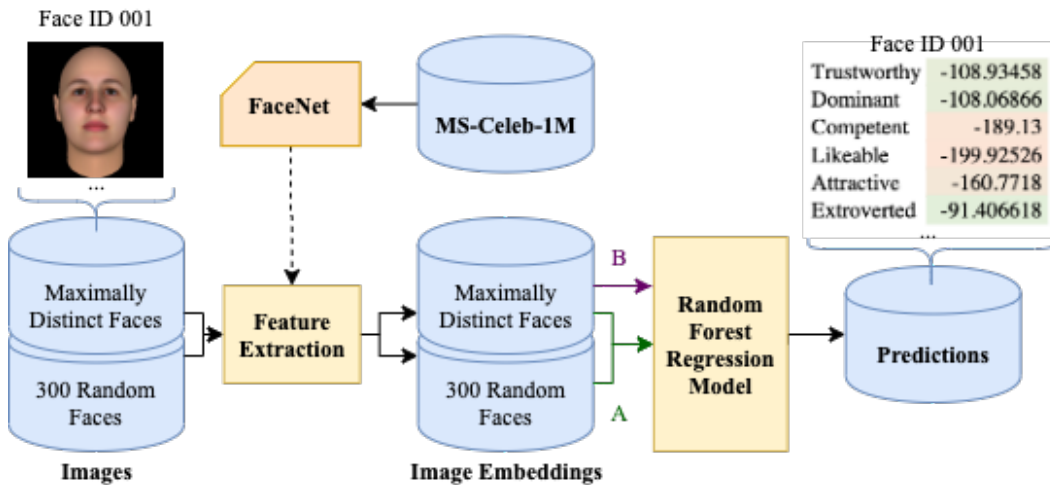 Face ID 001
...
Maximally
Distinct Faces
300 Random
Faces
Images
FaceNet
MS-Celeb-1M
Feature
Extraction
Maximally
Distinct Faces
300 Random
Faces
Image Embeddings
B
A
Random
Forest
Regression
Model
Face ID 001
Trustworthy -108.93458
Dominant -108.06866
Competent -189.13
Likeable -199.92526
Attractive -160.7718
Extroverted -91.406618
...
Predictions